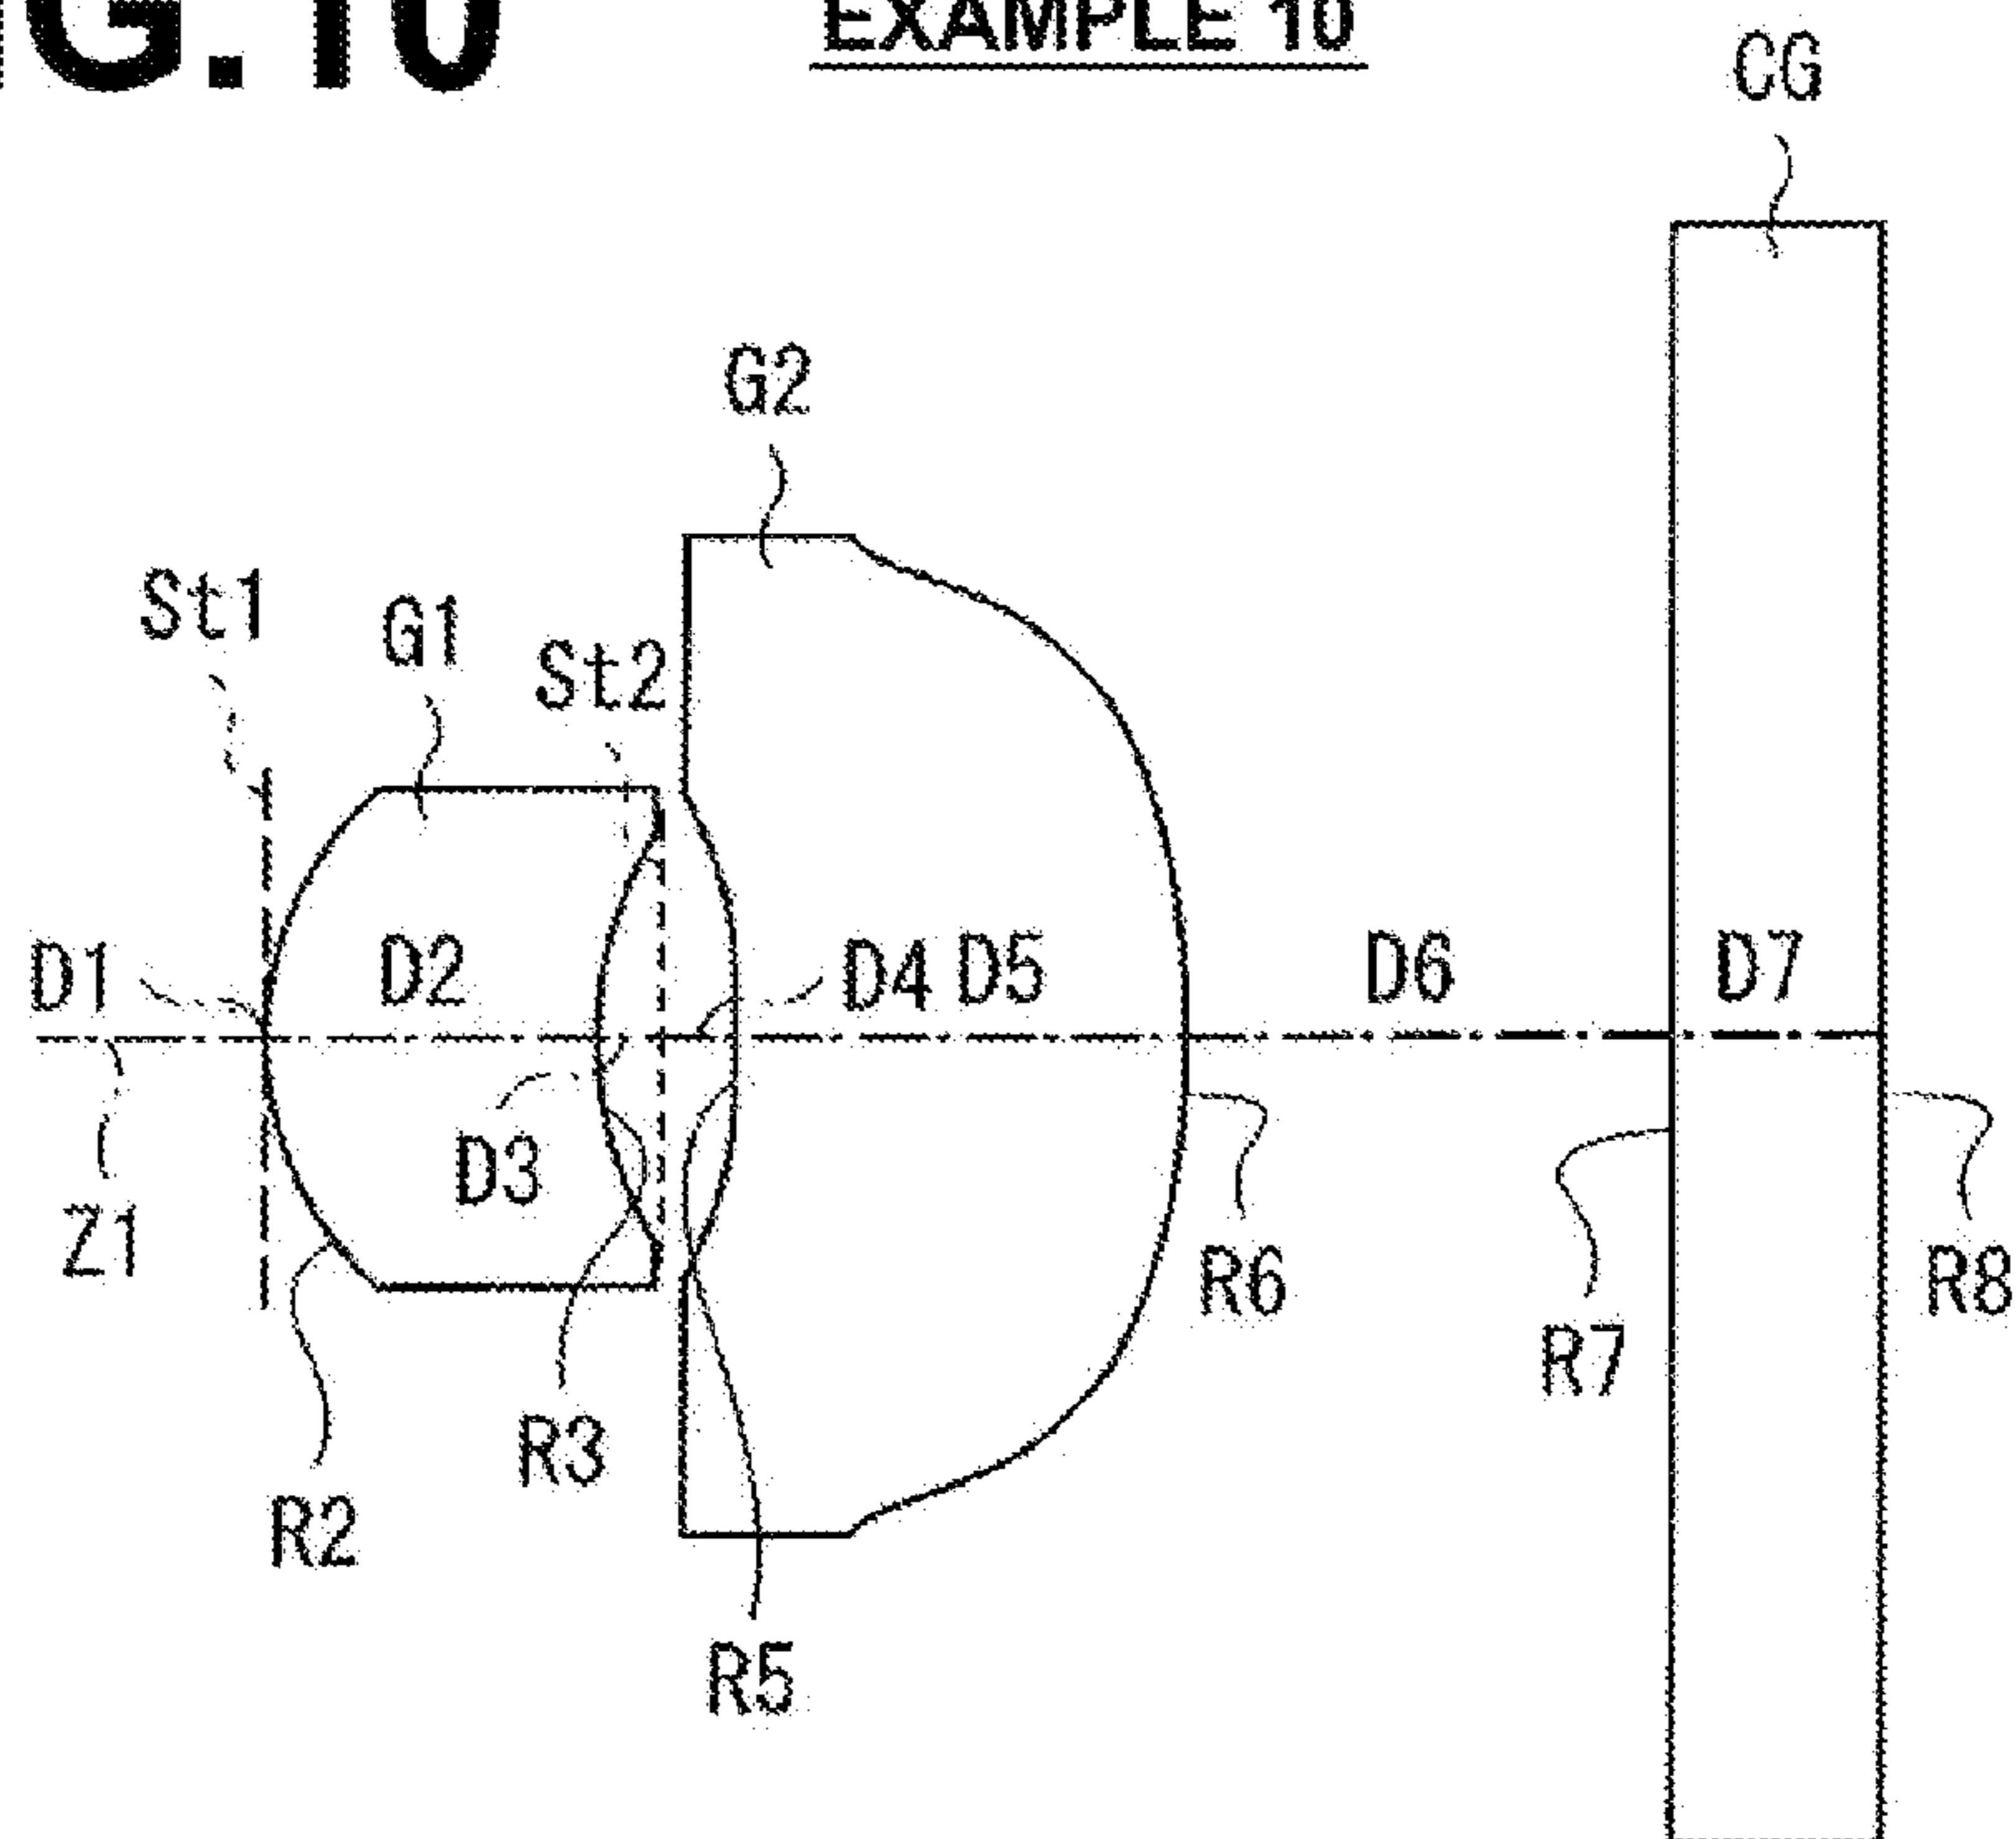 FIG.10
EXAMPLE 10
CG
G2
St1
G1
St2
D1
D2
D4
D5
D6
D7
D3
Z1
R6
R8
R7
R3
R2
R5